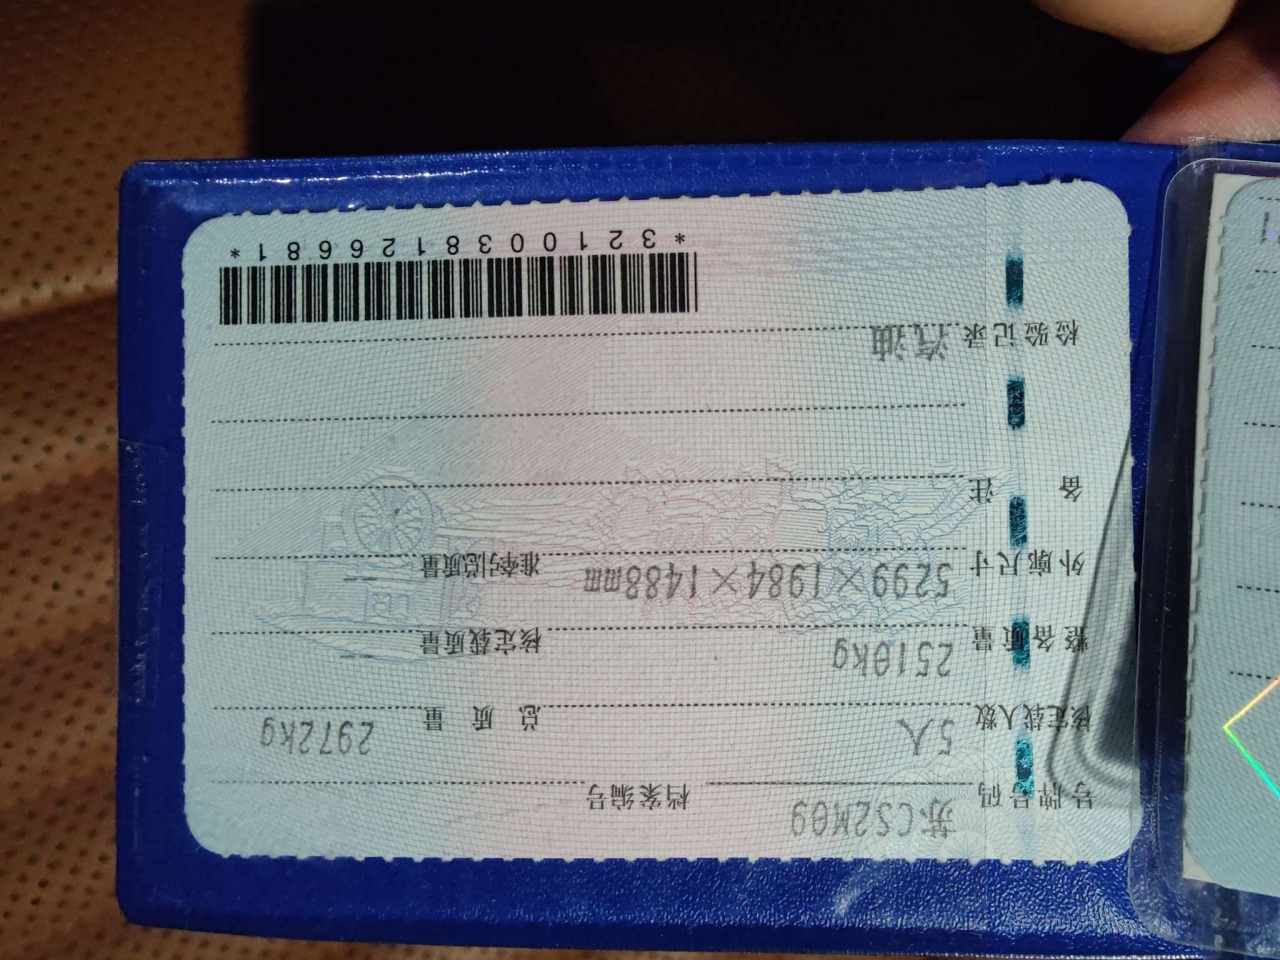 号牌号码 苏CS2M09 档案编号
核定载人数 5人 总质量 2972kg
整备质量 2510kg 核定载质量 --
外廓尺寸 5299×1984×1488mm 准牵引总质量 --
备注
检验记录 汽油
*3210038126681*